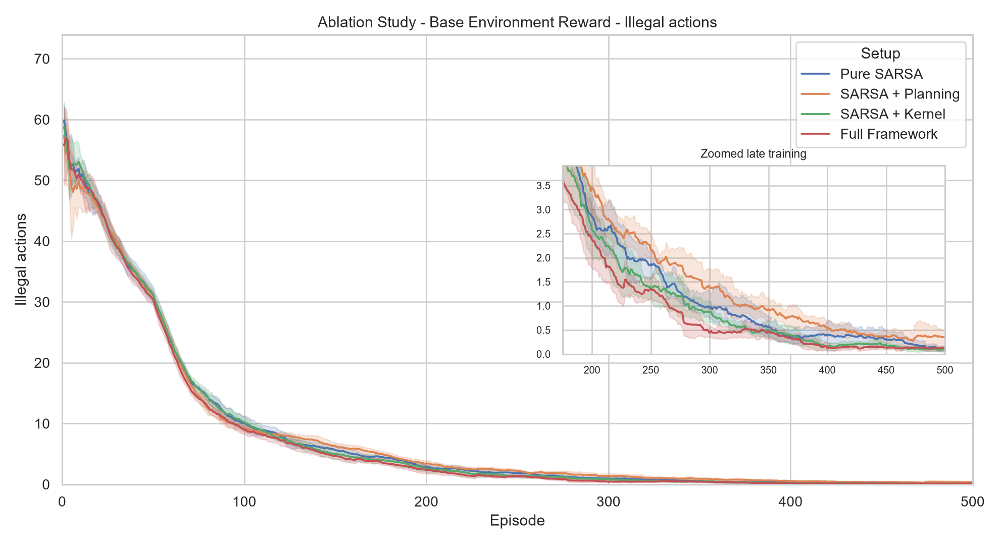 Ablation Study - Base Environment Reward - Illegal actions
Illegal actions
70
60
50
40
30
20
10
0
0 100 200 300 400 500
Episode
Setup
Pure SARSA
SARSA + Planning
SARSA + Kernel
Full Framework
Zoomed late training
3.5
3.0
2.5
2.0
1.5
1.0
0.5
0.0
200 250 300 350 400 450 500